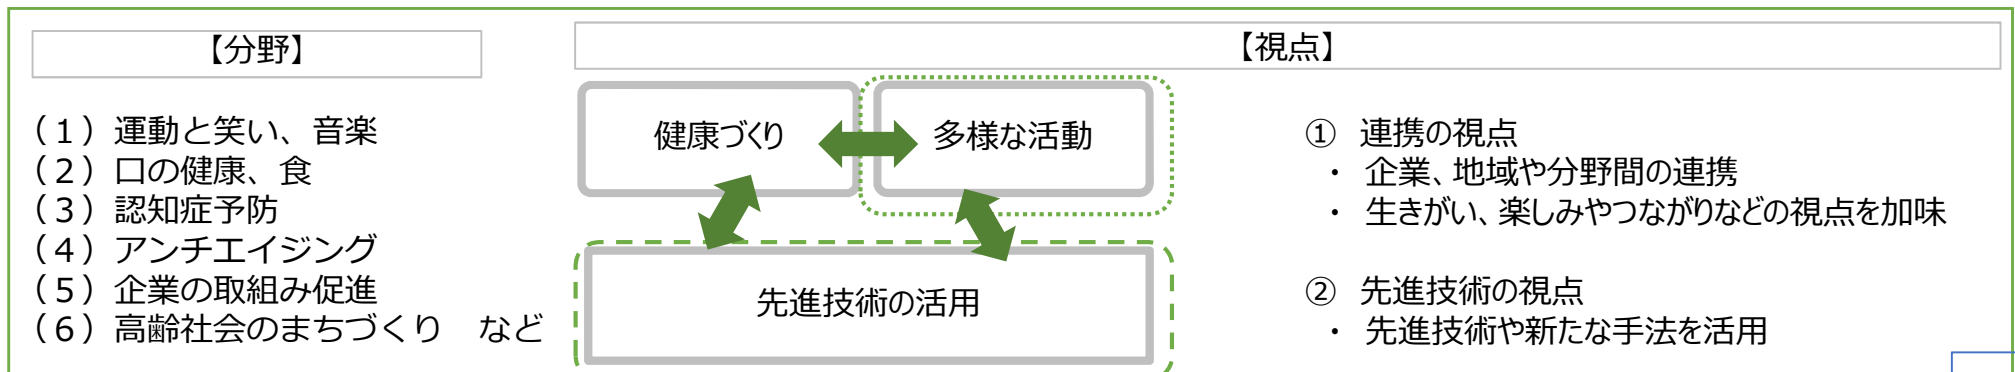 【分野】
（１）運動と笑い、音楽
（２）口の健康、食
（３）認知症予防
（４）アンチエイジング
（５）企業の取組み促進
（６）高齢社会のまちづくり　など
【視点】
健康づくり
多様な活動
先進技術の活用
①　連携の視点
・ 企業、地域や分野間の連携
・ 生きがい、楽しみやつながりなどの視点を加味
②　先進技術の視点
・ 先進技術や新たな手法を活用